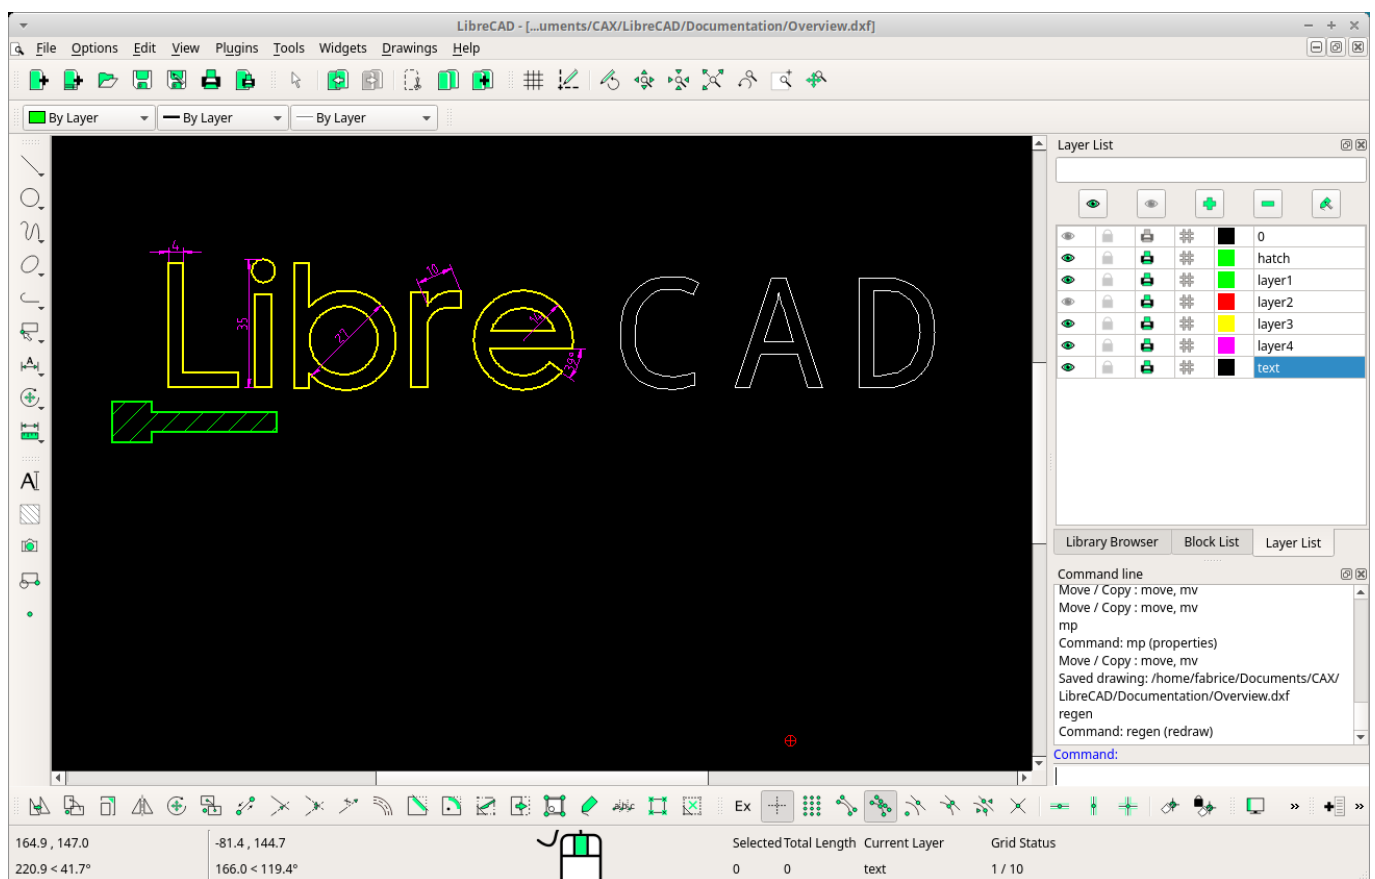 LibreCAD - [...uments/CAX/LibreCAD/Documentation/Overview.dxf]
File Options Edit View Plugins Tools Widgets Drawings Help
By Layer By Layer By Layer
Layer List
0
hatch
layer1
layer2
layer3
layer4
text
4
10
35
27
14
39°
Libre CAD
A
AI
Library Browser Block List Layer List
Command line
Move / Copy : move, mv
Move / Copy : move, mv
mp
Command: mp (properties)
Move / Copy : move, mv
Saved drawing: /home/fabrice/Documents/CAX/
LibreCAD/Documentation/Overview.dxf
regen
Command: regen (redraw)
Command:
Ex » »
164.9 , 147.0 -81.4 , 144.7 Selected Total Length Current Layer Grid Status
220.9 < 41.7° 166.0 < 119.4° 0 0 text 1 / 10